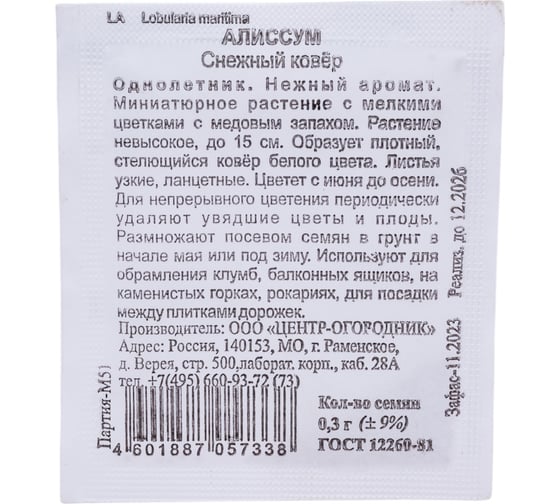 LA Lobularia maritima
АЛИССУМ
Снежный ковёр
Однолетник. Нежный аромат.
Миниатюрное растение с мелкими
цветками с медовым запахом. Растение
невысокое, до 15 см. Образует плотный,
стелющийся ковёр белого цвета. Листья
узкие, ланцетные. Цветет с июня до осени.
Для непрерывного цветения периодически
удаляют увядшие цветы и плоды.
Размножают посевом семян в грунт в
начале мая или под зиму. Используют для
обрамления клумб, балконных ящиков, на
каменистых горках, рокариях, для посадки
между плитками дорожек.
Производитель: ООО «ЦЕНТР-ОГОРОДНИК»
Адрес: Россия, 140153, МО, г. Раменское,
д. Верея, стр. 500,лаборат. корп., каб. 28А
тел. +7(495) 660-93-72 (73)
Партия-М51
4 601887 057338
Кол-во семян
0,3 г (± 9%)
ГОСТ 12260-81
Зафас-11.2023 Реализ. до 12.2026